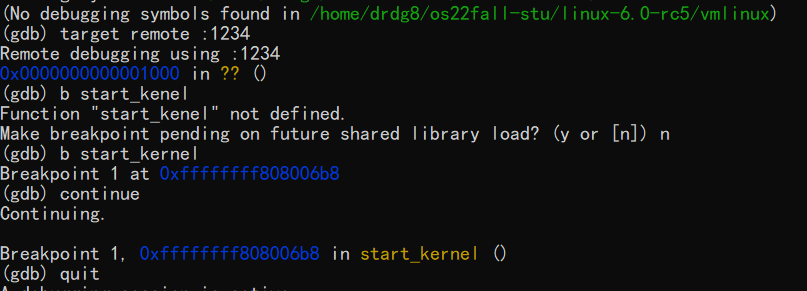 (No debugging symbols found in /home/drdg8/os22fall-stu/linux-6.0-rc5/vmlinux)
(gdb) target remote :1234
Remote debugging using :1234
0x0000000000001000 in ?? ()
(gdb) b start_kenel
Function "start_kenel" not defined.
Make breakpoint pending on future shared library load? (y or [n]) n
(gdb) b start_kernel
Breakpoint 1 at 0xffffffff808006b8
(gdb) continue
Continuing.

Breakpoint 1, 0xffffffff808006b8 in start_kernel ()
(gdb) quit